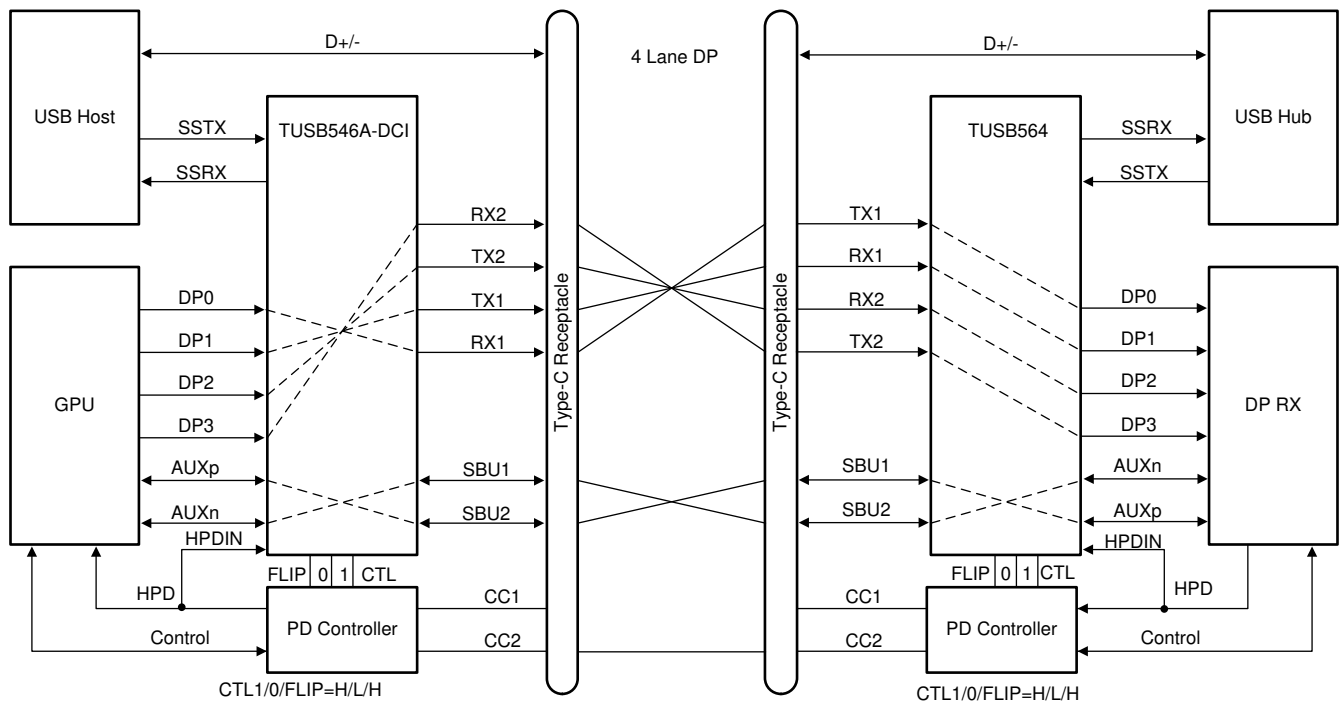 D+/-
4 Lane DP
D+/-
USB Host
TUSB546A-DCI
TUSB564
USB Hub
SSTX
SSRX
SSRX
SSTX
RX2
TX2
TX1
RX1
Type-C Receptacle
Type-C Receptacle
TX1
RX1
RX2
TX2
GPU
DP0
DP1
DP2
DP3
AUXp
AUXn
HPDIN
SBU1
SBU2
SBU1
SBU2
DP0
DP1
DP2
DP3
AUXn
AUXp
HPDIN
DP RX
FLIP 0 1 CTL
FLIP 0 1 CTL
HPD
Control
PD Controller
CC1
CC2
CC1
CC2
PD Controller
HPD
Control
CTL1/0/FLIP=H/L/H
CTL1/0/FLIP=H/L/H